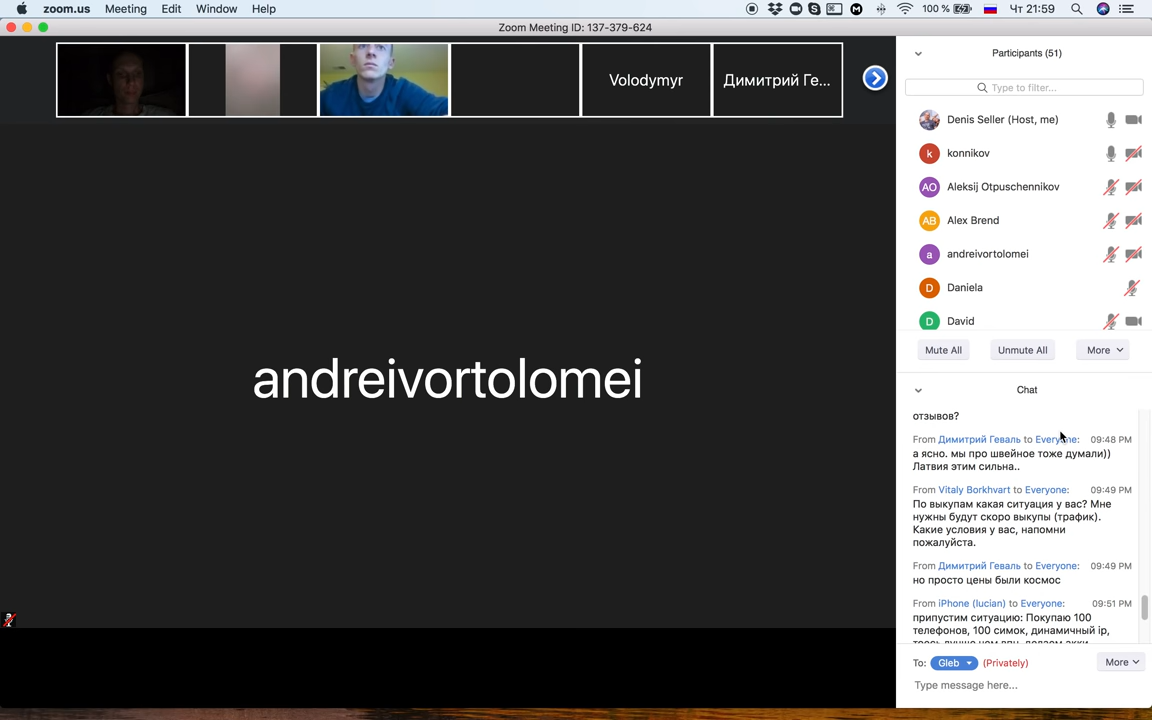 zoom.us Meeting Edit Window Help 100 % Чт 21:59
Zoom Meeting ID: 137-379-624
Volodymyr
Димитрий Ге...
andreivortolomei
Participants (51)
Type to filter...
Denis Seller (Host, me)
k konnikov
AO Aleksij Otpuschennikov
AB Alex Brend
a andreivortolomei
D Daniela
D David
Mute All Unmute All More
Chat
отзывов?
From Димитрий Геваль to Everyone: 09:48 PM
а ясно. мы про швейное тоже думали))
Латвия этим сильна..
From Vitaly Borkhvart to Everyone: 09:49 PM
По выкупам какая ситуация у вас? Мне
нужны будут скоро выкупы (трафик).
Какие условия у вас, напомни
пожалуйста.
From Димитрий Геваль to Everyone: 09:49 PM
но просто цены были космос
From iPhone (lucian) to Everyone: 09:51 PM
припустим ситуацию: Покупаю 100
телефонов, 100 симок, динамичный ip,
To: Gleb (Privately) More
Type message here...